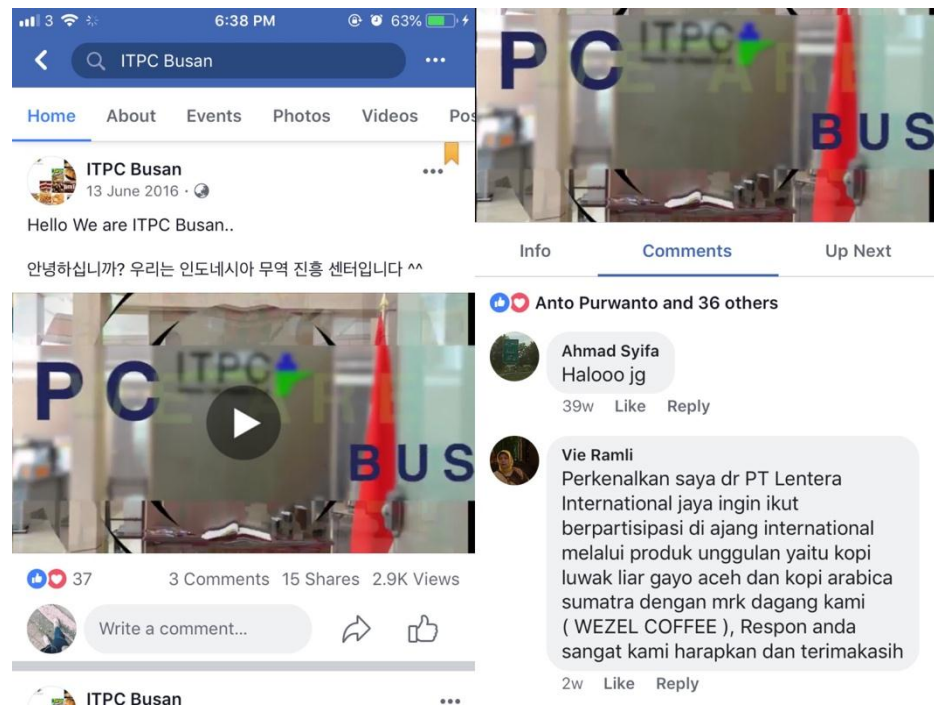 3 6:38 PM 63%
ITPC Busan
Home About Events Photos Videos Pos
ITPC Busan
13 June 2016
Hello We are ITPC Busan..
안녕하십니까? 우리는 인도네시아 무역 진흥 센터입니다 ^^
ITPC
PC
BUS
37 3 Comments 15 Shares 2.9K Views
Write a comment...
ITPC Busan
ITPC
PC
BUS
Info Comments Up Next
Anto Purwanto and 36 others
Ahmad Syifa
Halooo jg
39w Like Reply
Vie Ramli
Perkenalkan saya dr PT Lentera
International jaya ingin ikut
berpartisipasi di ajang international
melalui produk unggulan yaitu kopi
luwak liar gayo aceh dan kopi arabica
sumatra dengan mrk dagang kami
( WEZEL COFFEE ), Respon anda
sangat kami harapkan dan terimakasih
2w Like Reply